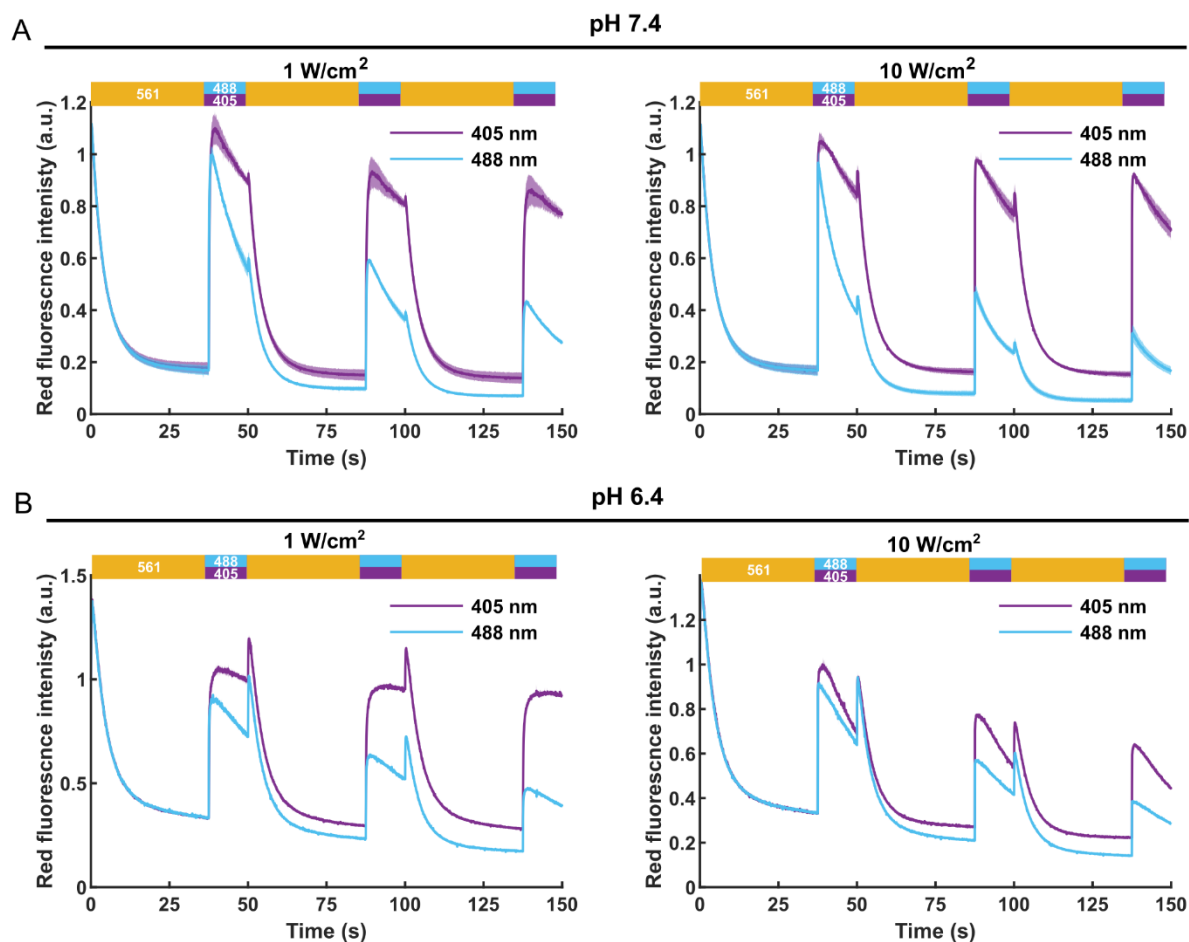 A
pH 7.4
1 W/cm²
561
488
405
405 nm
488 nm
Red fluorescnce intenisty (a.u.)
1.2
1
0.8
0.6
0.4
0.2
0
0 25 50 75 100 125 150
Time (s)
10 W/cm²
561
488
405
405 nm
488 nm
Red fluorescnce intenisty (a.u.)
1.2
1
0.8
0.6
0.4
0.2
0
0 25 50 75 100 125 150
Time (s)
B
pH 6.4
1 W/cm²
561
488
405
405 nm
488 nm
Red fluorescnce intenisty (a.u.)
1.5
1
0.5
0
0 25 50 75 100 125 150
Time (s)
10 W/cm²
561
488
405
405 nm
488 nm
Red fluorescnce intenisty (a.u.)
1.2
1
0.8
0.6
0.4
0.2
0
0 25 50 75 100 125 150
Time (s)